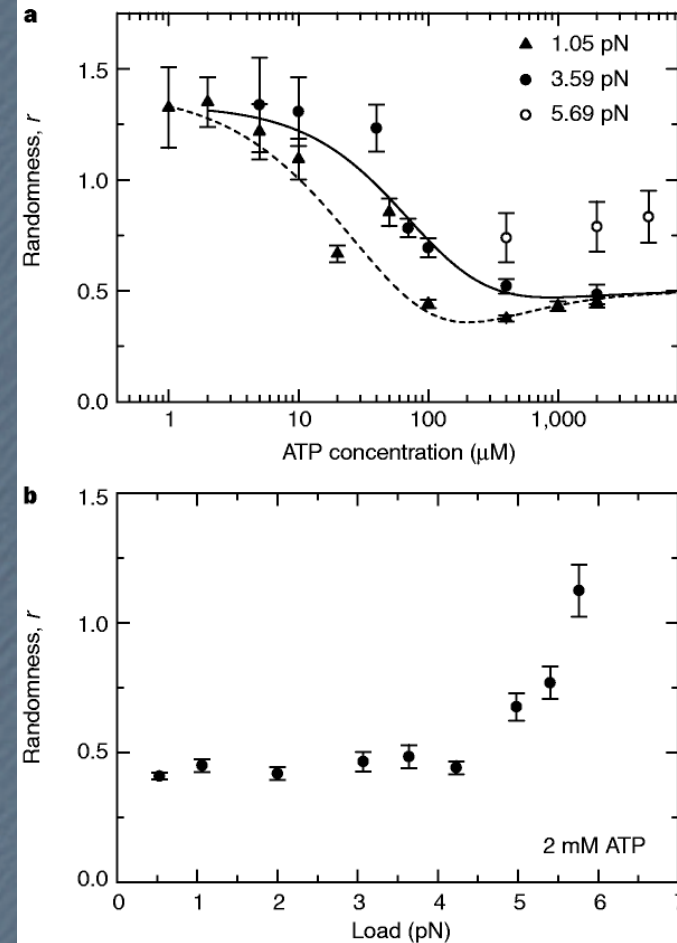 a
1.05 pN
3.59 pN
5.69 pN
1.5
1.0
0.5
0.0
Randomness, r
1 10 100 1,000
ATP concentration (μM)
b
1.5
1.0
0.5
0.0
Randomness, r
2 mM ATP
0 1 2 3 4 5 6 7
Load (pN)